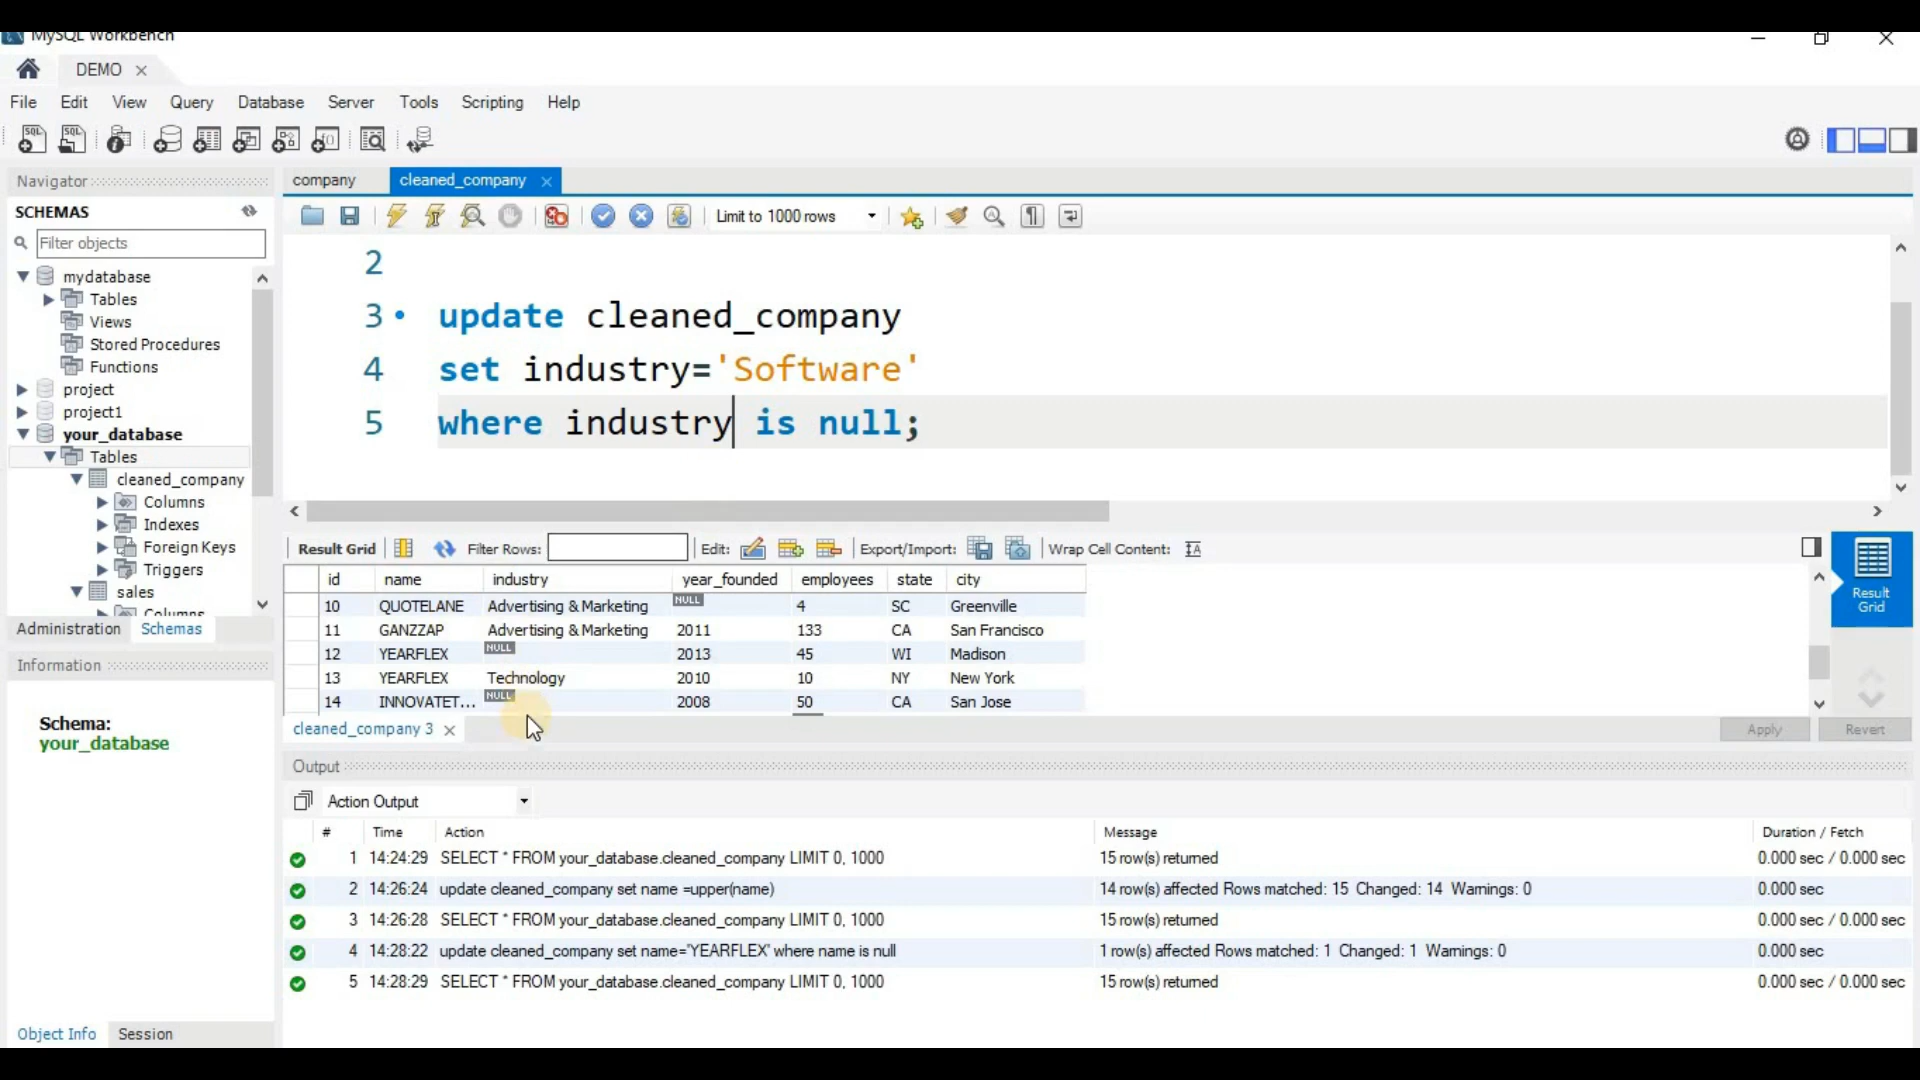 MySQL Workbench
DEMO
File Edit View Query Database Server Tools Scripting Help
Navigator
company cleaned_company
SCHEMAS
Limit to 1000 rows
Filter objects
mydatabase
Tables
Views
Stored Procedures
Functions
project
project1
your_database
Tables
cleaned_company
Columns
Indexes
Foreign Keys
Triggers
sales
Columns
Administration Schemas
Information
Schema:
your_database
Object Info Session
2
3 update cleaned_company
4 set industry='Software'
5 where industry is null;
Result Grid Filter Rows: Edit: Export/Import: Wrap Cell Content:
id name industry year_founded employees state city
10 QUOTELANE Advertising & Marketing NULL 4 SC Greenville
11 GANZZAP Advertising & Marketing 2011 133 CA San Francisco
12 YEARFLEX NULL 2013 45 WI Madison
13 YEARFLEX Technology 2010 10 NY New York
14 INNOVATET... NULL 2008 50 CA San Jose
Result
Grid
cleaned_company 3 Apply Revert
Output
Action Output
# Time Action Message Duration / Fetch
1 14:24:29 SELECT * FROM your_database.cleaned_company LIMIT 0, 1000 15 row(s) returned 0.000 sec / 0.000 sec
2 14:26:24 update cleaned_company set name =upper(name) 14 row(s) affected Rows matched: 15 Changed: 14 Warnings: 0 0.000 sec
3 14:26:28 SELECT * FROM your_database.cleaned_company LIMIT 0, 1000 15 row(s) returned 0.000 sec / 0.000 sec
4 14:28:22 update cleaned_company set name="YEARFLEX" where name is null 1 row(s) affected Rows matched: 1 Changed: 1 Warnings: 0 0.000 sec
5 14:28:29 SELECT * FROM your_database.cleaned_company LIMIT 0, 1000 15 row(s) returned 0.000 sec / 0.000 sec